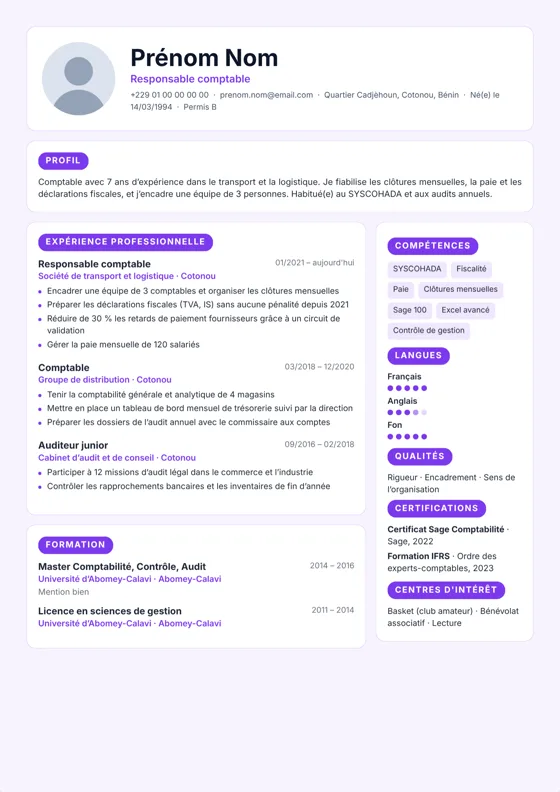 Prénom Nom
Responsable comptable
+229 01 00 00 00 00 · prenom.nom@email.com · Quartier Cadjèhoun, Cotonou, Bénin · Né(e) le
14/03/1994 · Permis B
PROFIL
Comptable avec 7 ans d’expérience dans le transport et la logistique. Je fiabilise les clôtures mensuelles, la paie et les
déclarations fiscales, et j’encadre une équipe de 3 personnes. Habitué(e) au SYSCOHADA et aux audits annuels.
EXPÉRIENCE PROFESSIONNELLE
Responsable comptable 01/2021 – aujourd’hui
Société de transport et logistique · Cotonou
• Encadrer une équipe de 3 comptables et organiser les clôtures mensuelles
• Préparer les déclarations fiscales (TVA, IS) sans aucune pénalité depuis 2021
• Réduire de 30 % les retards de paiement fournisseurs grâce à un circuit de
validation
• Gérer la paie mensuelle de 120 salariés
Comptable 03/2018 – 12/2020
Groupe de distribution · Cotonou
• Tenir la comptabilité générale et analytique de 4 magasins
• Mettre en place un tableau de bord mensuel de trésorerie suivi par la direction
• Préparer les dossiers de l’audit annuel avec le commissaire aux comptes
Auditeur junior 09/2016 – 02/2018
Cabinet d’audit et de conseil · Cotonou
• Participer à 12 missions d’audit légal dans le commerce et l’industrie
• Contrôler les rapprochements bancaires et les inventaires de fin d’année
FORMATION
Master Comptabilité, Contrôle, Audit 2014 – 2016
Université d’Abomey-Calavi · Abomey-Calavi
Mention bien
Licence en sciences de gestion 2011 – 2014
Université d’Abomey-Calavi · Abomey-Calavi
COMPÉTENCES
SYSCOHADA Fiscalité
Paie Clôtures mensuelles
Sage 100 Excel avancé
Contrôle de gestion
LANGUES
Français
Anglais
Fon
QUALITÉS
Rigueur · Encadrement · Sens de
l’organisation
CERTIFICATIONS
Certificat Sage Comptabilité ·
Sage, 2022
Formation IFRS · Ordre des
experts-comptables, 2023
CENTRES D’INTÉRÊT
Basket (club amateur) · Bénévolat
associatif · Lecture